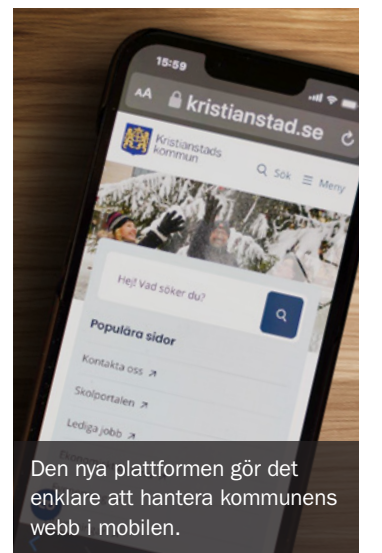 15:59
AA kristianstad.se
Kristianstads
kommun
Sök
Meny
Hej! Vad söker du?
Populära sidor
Kontakta oss
Skolportalen
Lediga jobb
Den nya plattformen gör det
enklare att hantera kommunens
webb i mobilen.